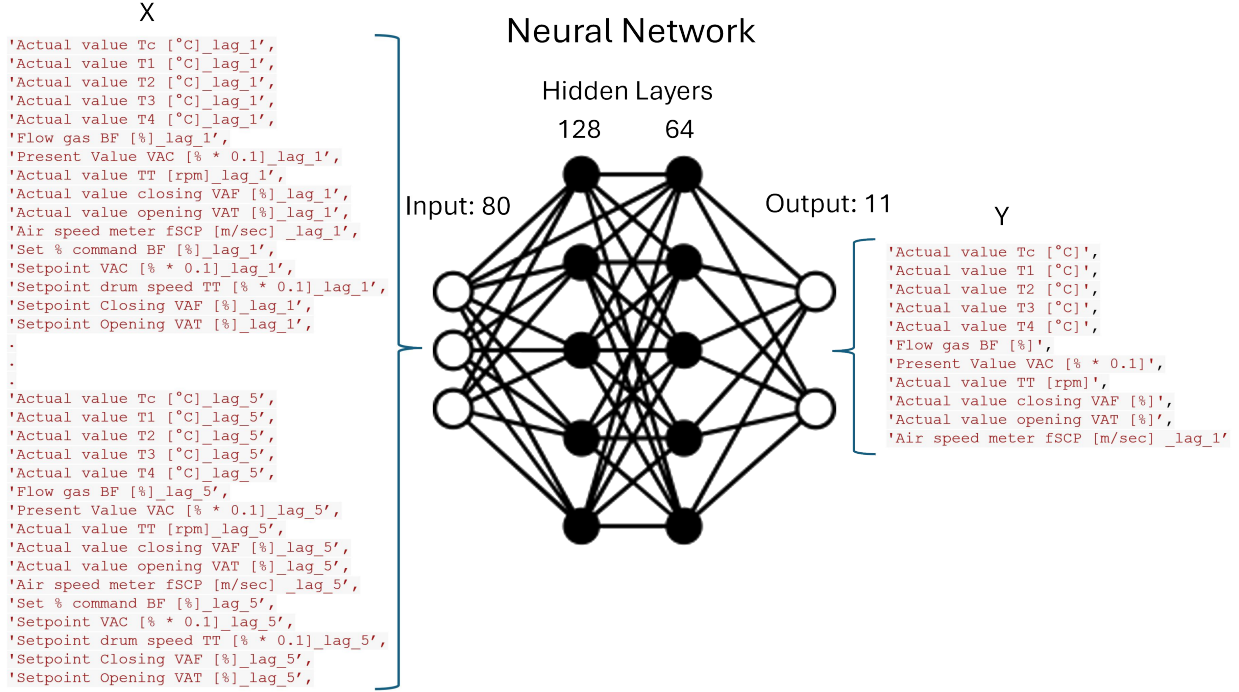 X
Neural Network
'Actual value Tc [°C]_lag_1’,
'Actual value T1 [°C]_lag_1’,
'Actual value T2 [°C]_lag_1’,
'Actual value T3 [°C]_lag_1’,
'Actual value T4 [°C]_lag_1’,
'Flow gas BF [%]_lag_1’,
'Present Value VAC [% * 0.1]_lag_1’,
'Actual value TT [rpm]_lag_1’,
'Actual value closing VAF [%]_lag_1’,
'Actual value opening VAT [%]_lag_1’,
'Air speed meter fSCP [m/sec] _lag_1’,
'Set % command BF [%]_lag_1’,
'Setpoint VAC [% * 0.1]_lag_1’,
'Setpoint drum speed TT [% * 0.1]_lag_1’,
'Setpoint Closing VAF [%]_lag_1’,
'Setpoint Opening VAT [%]_lag_1’,
.
.
.
'Actual value Tc [°C]_lag_5’,
'Actual value T1 [°C]_lag_5’,
'Actual value T2 [°C]_lag_5’,
'Actual value T3 [°C]_lag_5’,
'Actual value T4 [°C]_lag_5’,
'Flow gas BF [%]_lag_5’,
'Present Value VAC [% * 0.1]_lag_5’,
'Actual value TT [rpm]_lag_5’,
'Actual value closing VAF [%]_lag_5’,
'Actual value opening VAT [%]_lag_5’,
'Air speed meter fSCP [m/sec] _lag_5’,
'Set % command BF [%]_lag_5’,
'Setpoint VAC [% * 0.1]_lag_5’,
'Setpoint drum speed TT [% * 0.1]_lag_5’,
'Setpoint Closing VAF [%]_lag_5’,
'Setpoint Opening VAT [%]_lag_5’,
Hidden Layers
128 64
Input: 80
Output: 11
Y
'Actual value Tc [°C]',
'Actual value T1 [°C]',
'Actual value T2 [°C]',
'Actual value T3 [°C]',
'Actual value T4 [°C]',
'Flow gas BF [%]',
'Present Value VAC [% * 0.1]',
'Actual value TT [rpm]',
'Actual value closing VAF [%]',
'Actual value opening VAT [%]’,
'Air speed meter fSCP [m/sec] _lag_1’